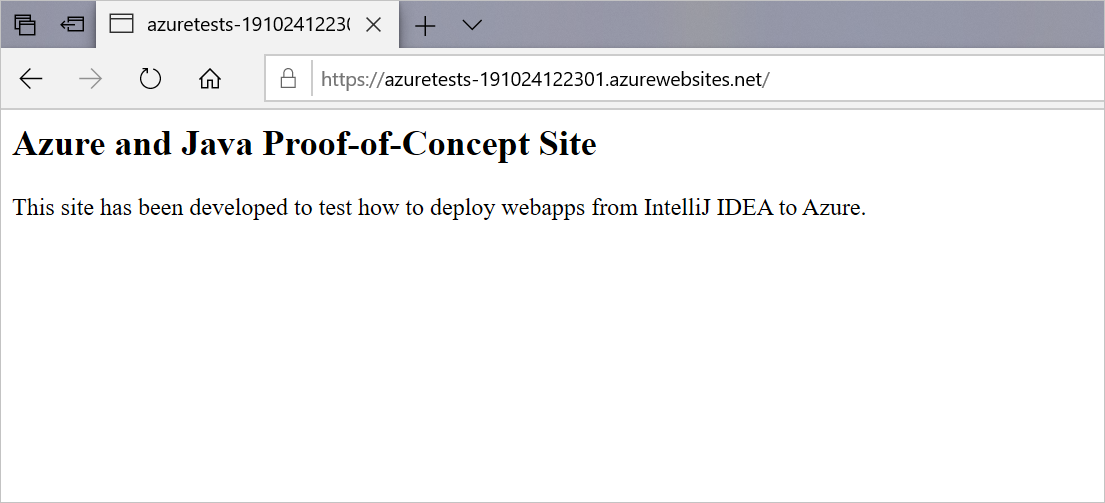 azuretests-19102412230
https://azuretests-191024122301.azurewebsites.net/
Azure and Java Proof-of-Concept Site
This site has been developed to test how to deploy webapps from IntelliJ IDEA to Azure.